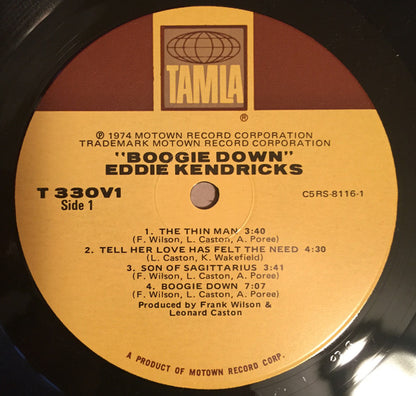 TAMLA
℗ 1974 MOTOWN RECORD CORPORATION
TRADEMARK MOTOWN RECORD CORPORATION
"BOOGIE DOWN"
EDDIE KENDRICKS
T 330V1
Side 1
C5RS-8116-1
1. THE THIN MAN 3:40
(F. Wilson, L. Caston, A. Poree)
2. TELL HER LOVE HAS FELT THE NEED 4:30
(L. Caston, K. Wakefield)
3. SON OF SAGITTARIUS 3:41
(F. Wilson, L. Caston, A. Poree)
4. BOOGIE DOWN 7:07
(F. Wilson, L. Caston, A. Poree)
Produced by Frank Wilson &
Leonard Caston
A PRODUCT OF MOTOWN RECORD CORP.